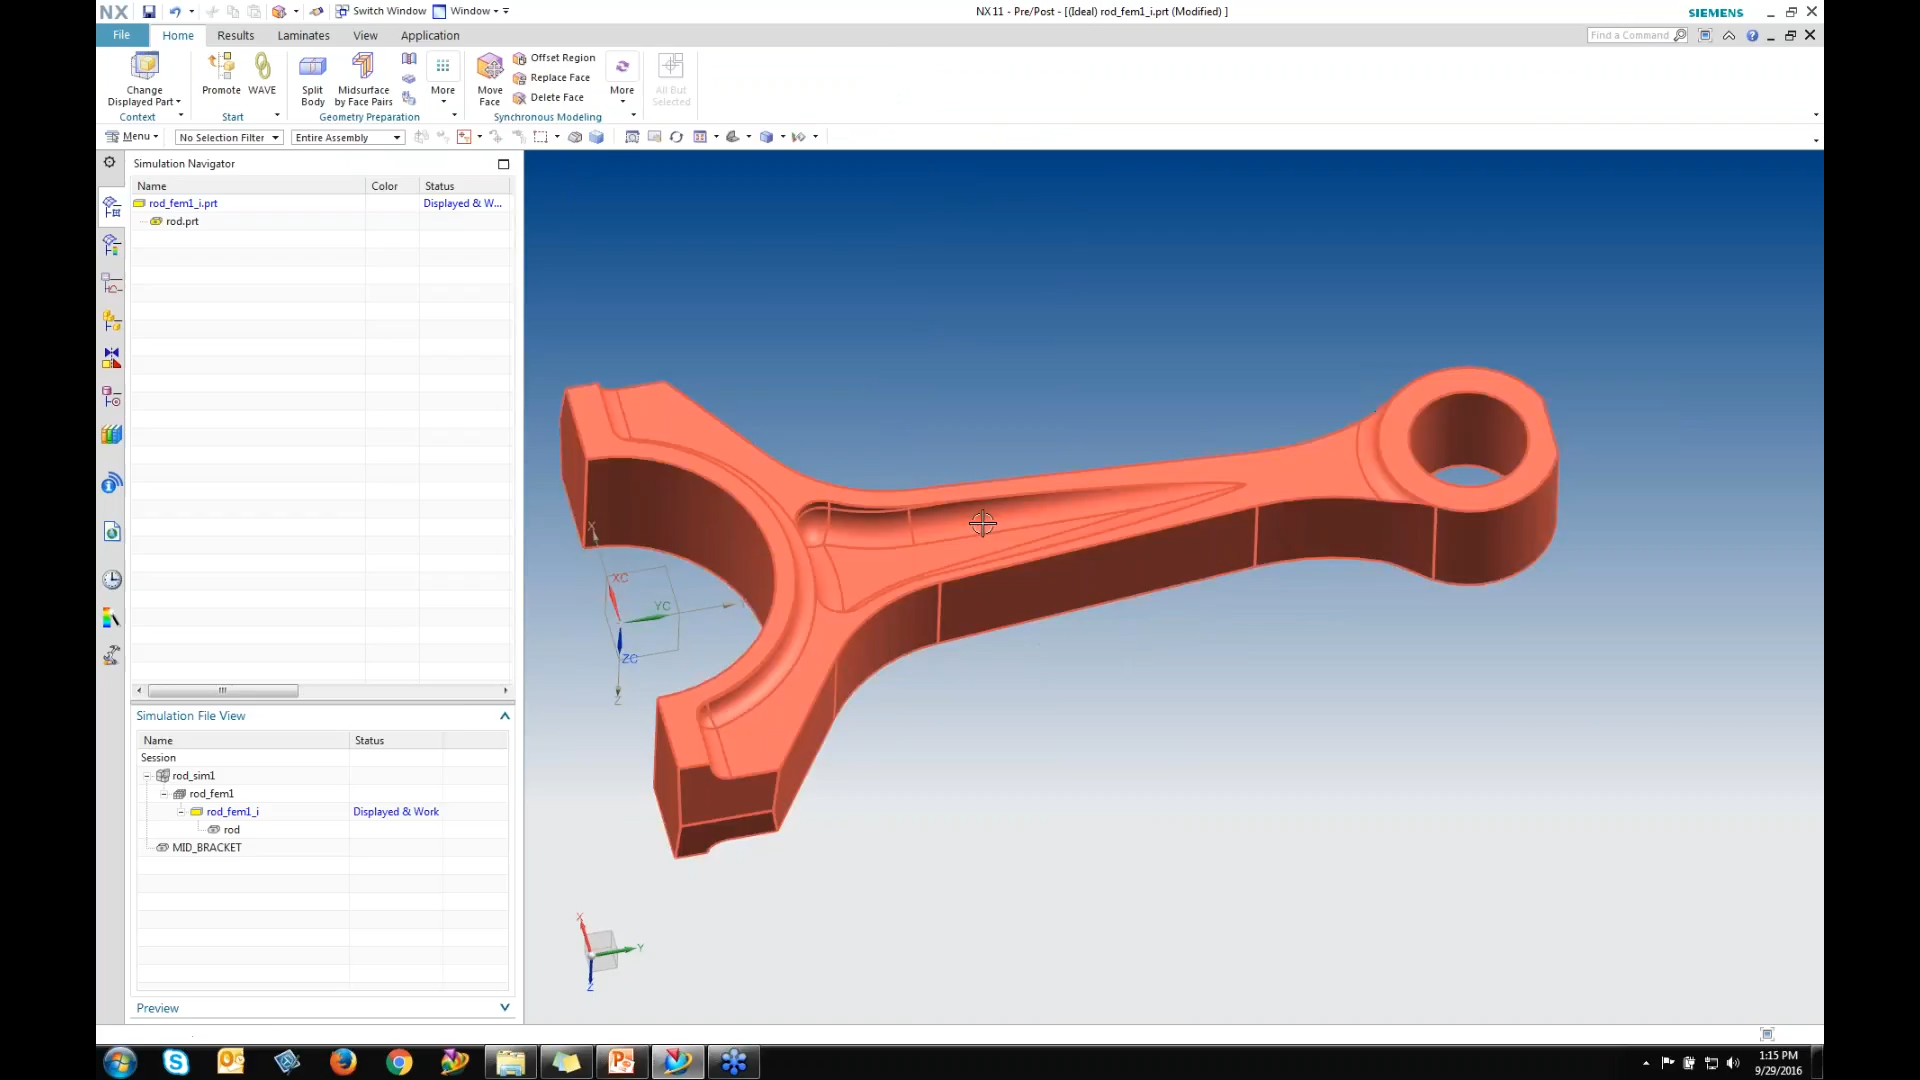 NX
Switch Window
Window
NX 11 - Pre/Post - [(Ideal) rod_fem1_i.prt (Modified) ]
SIEMENS
File
Home
Results
Laminates
View
Application
Find a Command
Change
Displayed Part
Promote
WAVE
Split
Body
Midsurface
by Face Pairs
More
Move
Face
Offset Region
Replace Face
Delete Face
More
All But
Selected
Context
Start
Geometry Preparation
Synchronous Modeling
Menu
No Selection Filter
Entire Assembly
Simulation Navigator
Name
Color
Status
rod_fem1_i.prt
Displayed & W...
rod.prt
Simulation File View
Name
Status
Session
rod_sim1
rod_fem1
rod_fem1_i
Displayed & Work
rod
MID_BRACKET
Preview
X
XC
YC
ZC
Z
X
Y
Z
1:15 PM
9/29/2016